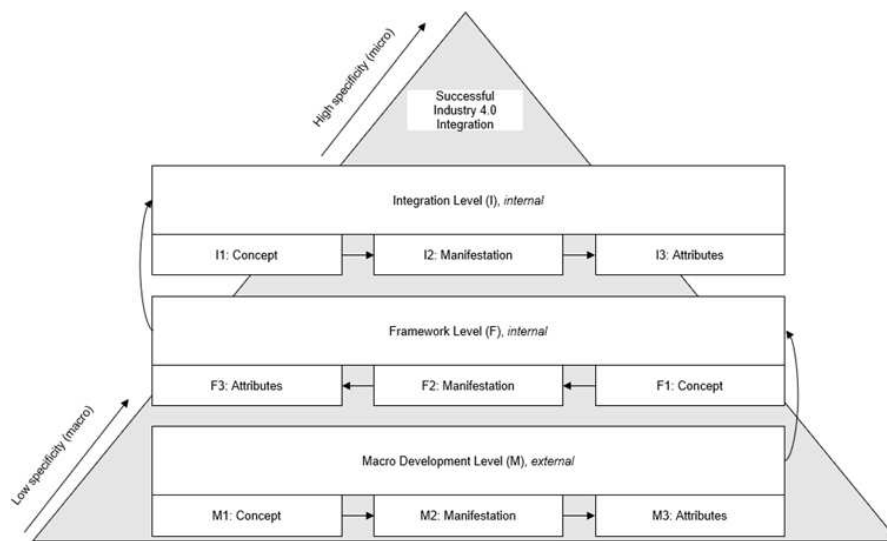 High specificity (micro)
Successful
Industry 4.0
Integration
Integration Level (I), internal
I1: Concept
I2: Manifestation
I3: Attributes
Framework Level (F), internal
F3: Attributes
F2: Manifestation
F1: Concept
Low specificity (macro)
Macro Development Level (M), external
M1: Concept
M2: Manifestation
M3: Attributes